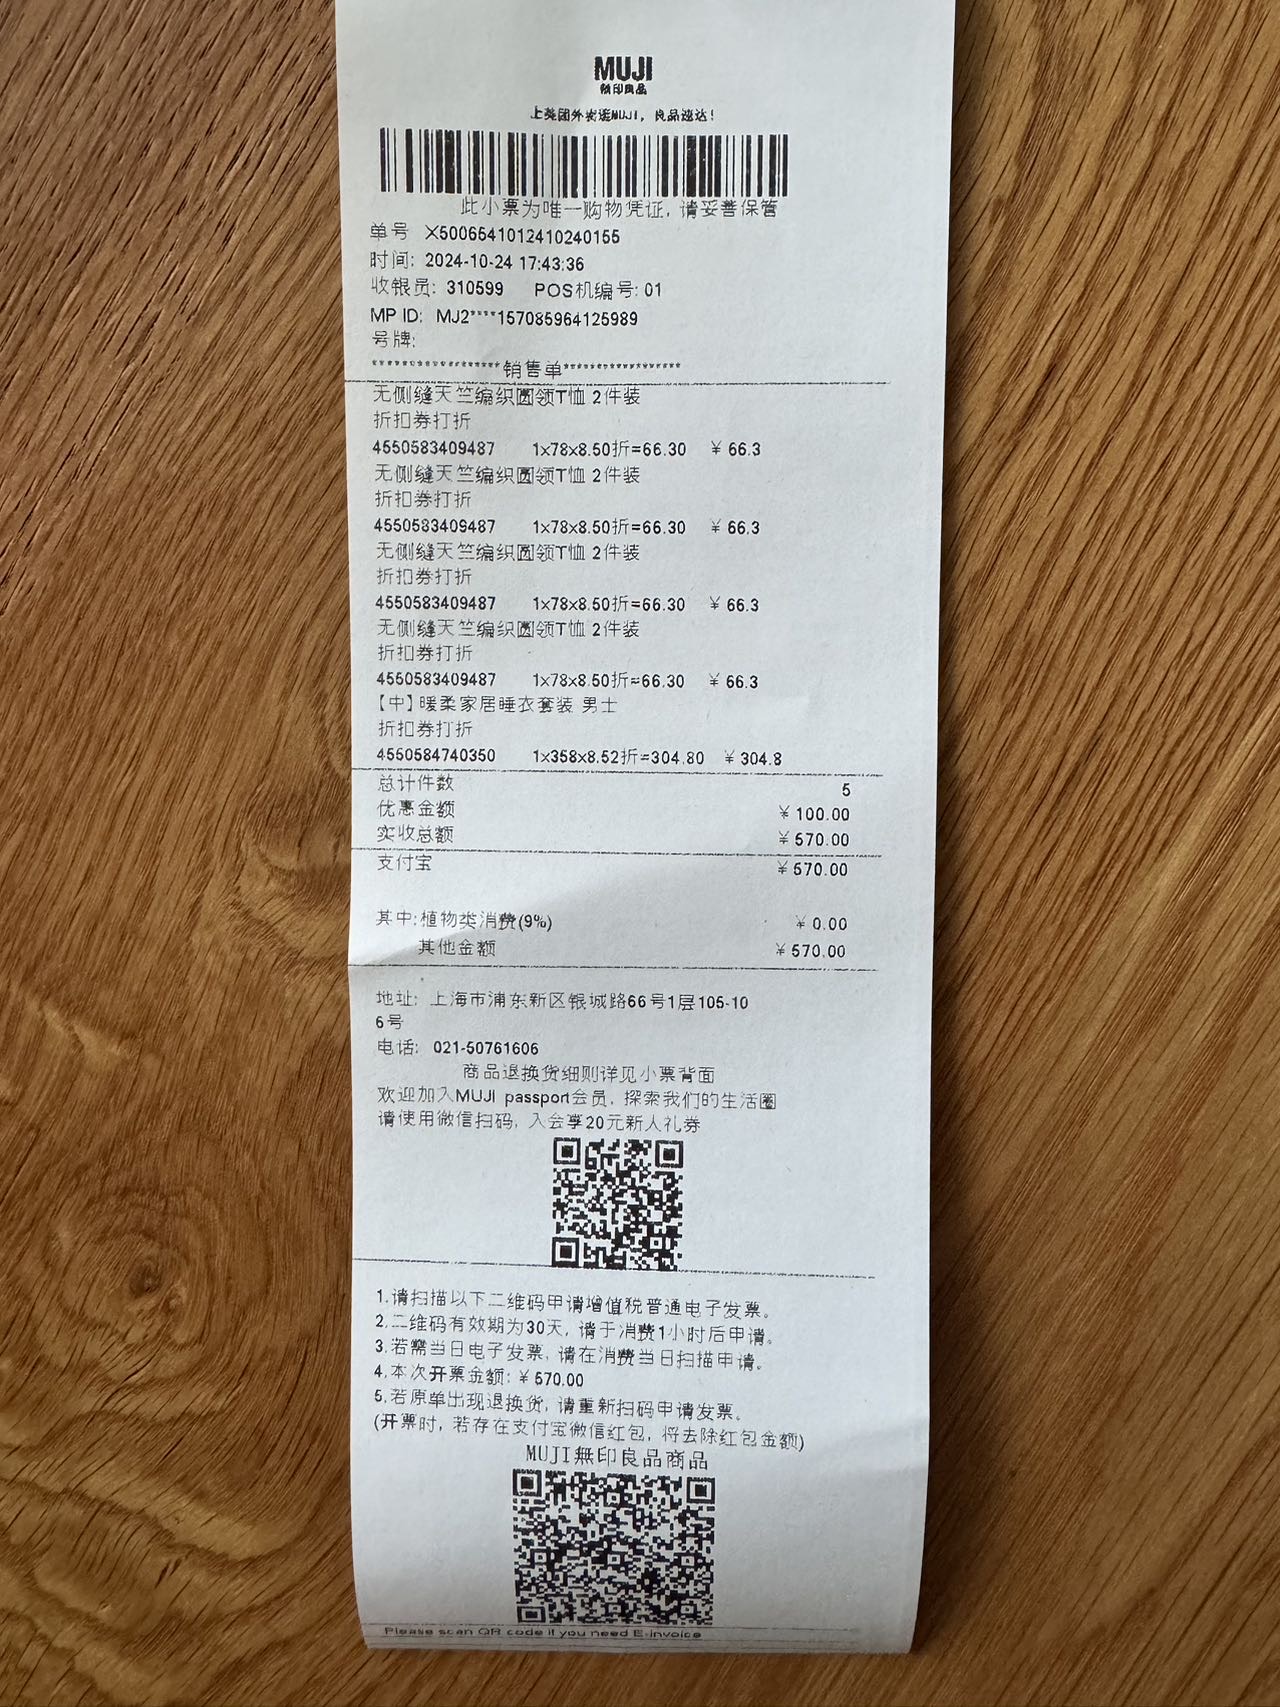 MUJI
無印良品
上美团外卖逛MUJI，良品速达！
此小票为唯一购物凭证，请妥善保管
单号 X5006541012410240155
时间: 2024-10-24 17:43:36
收银员: 310599 POS机编号: 01
MP ID: MJ2****157085964125989
号牌:
********************销售单******************
无侧缝天竺编织圆领T恤 2件装
折扣券打折
4550583409487 1x78x8.50折=66.30 ￥66.3
无侧缝天竺编织圆领T恤 2件装
折扣券打折
4550583409487 1x78x8.50折=66.30 ￥66.3
无侧缝天竺编织圆领T恤 2件装
折扣券打折
4550583409487 1x78x8.50折=66.30 ￥66.3
无侧缝天竺编织圆领T恤 2件装
折扣券打折
4550583409487 1x78x8.50折=66.30 ￥66.3
【中】暖柔家居睡衣套装 男士
折扣券打折
4550584740350 1x358x8.52折=304.80 ￥304.8
总计件数 5
优惠金额 ￥100.00
实收总额 ￥570.00
支付宝 ￥570.00
其中:植物类消费(9%) ￥0.00
其他金额 ￥570.00
地址: 上海市浦东新区银城路66号1层105-10
6号
电话: 021-50761606
商品退换货细则详见小票背面
欢迎加入MUJI passport会员, 探索我们的生活圈
请使用微信扫码, 入会享20元新人礼券
1.请扫描以下二维码申请增值税普通电子发票。
2.二维码有效期为30天, 请于消费1小时后申请。
3.若需当日电子发票, 请在消费当日扫描申请。
4.本次开票金额: ￥570.00
5.若原单出现退换货, 请重新扫码申请发票。
(开票时, 若存在支付宝微信红包, 将去除红包金额)
MUJI無印良品商品
Please scan QR code if you need E-invoice